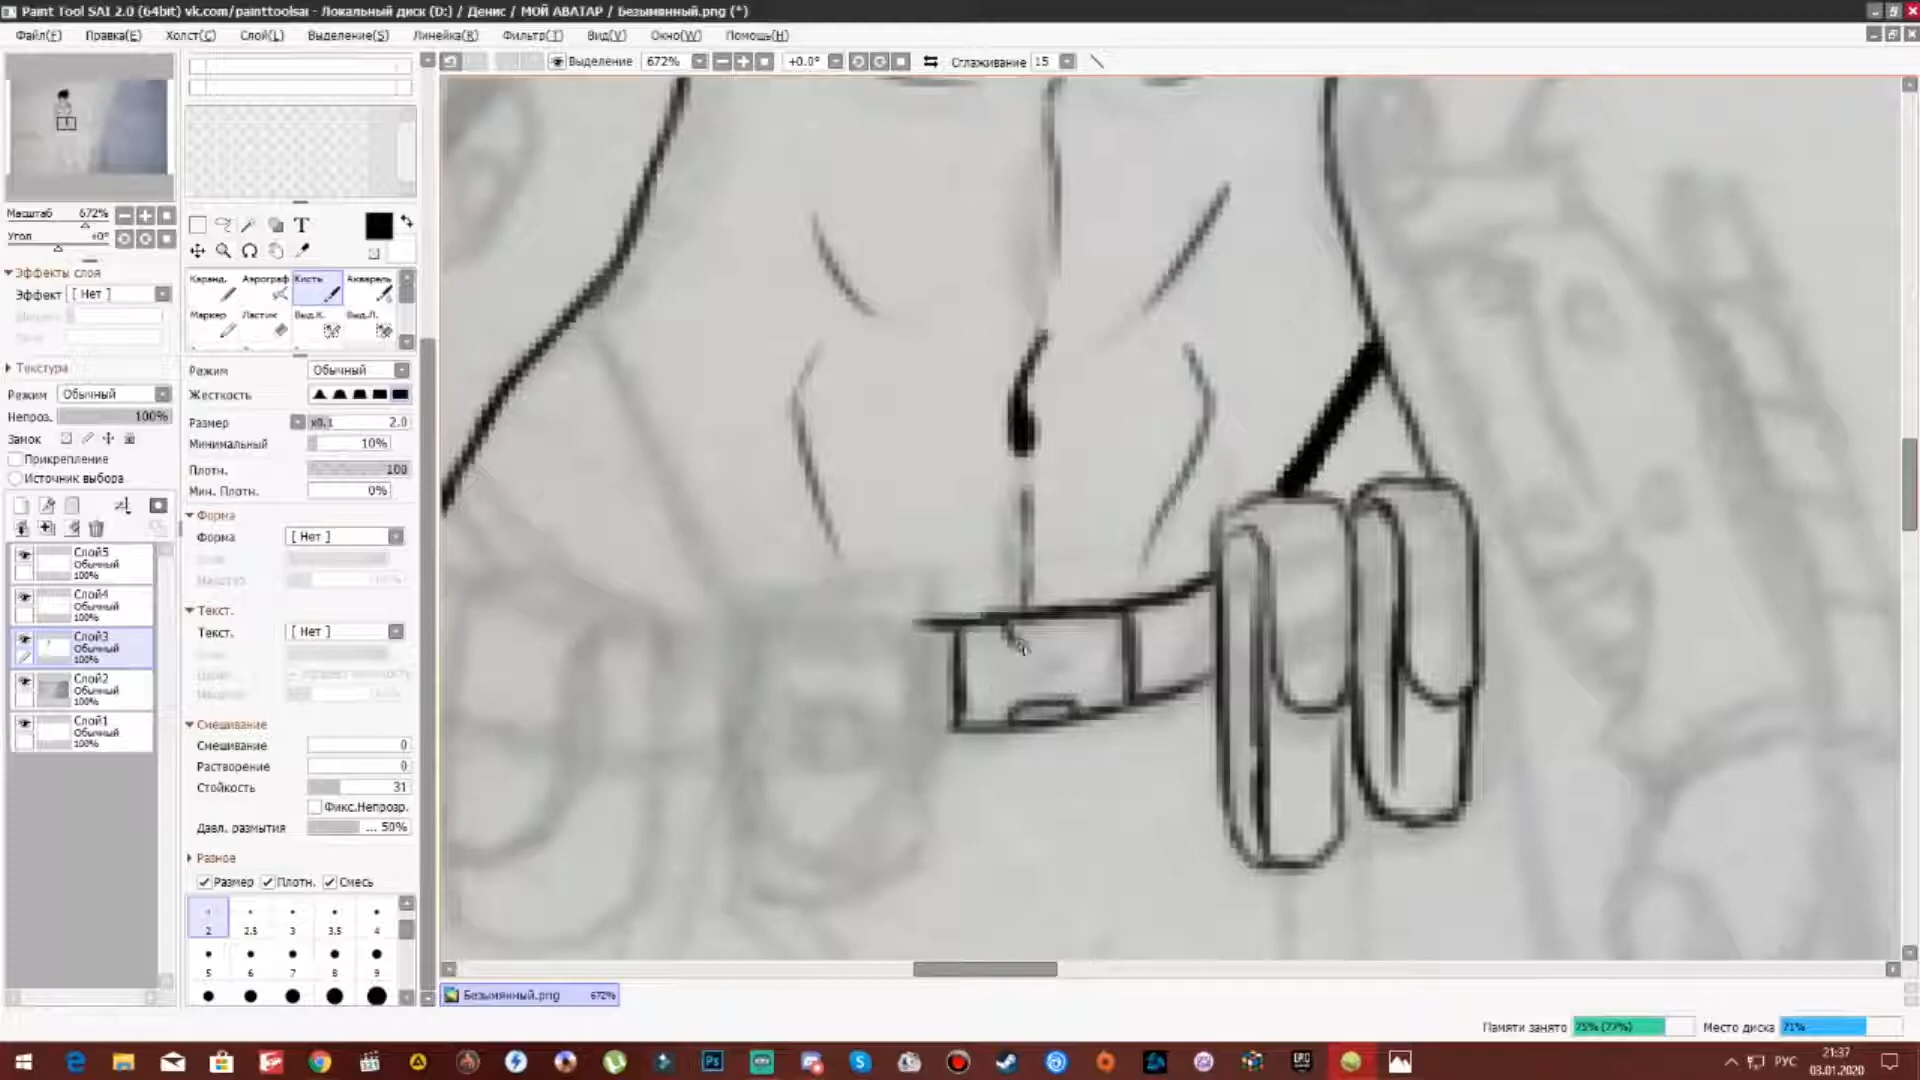 Paint Tool SAI 2.0 (64bit) vk.com/painttoolsai - Локальный диск (D:) / Денис / МОЙ АВАТАР / Безымянный.png (*)
Файл(F) Правка(E) Холст(C) Слой(L) Выделение(S) Линейка(R) Фильтр(T) Вид(V) Окно(W) Помощь(H)
Выделение 672% +0.0° Сглаживание 15
Масштаб 672%
Угол +0°
Эффекты слоя
Эффект [ Нет ]
Текстура
Режим Обычный
Непроз. 100%
Замок
Прикрепление
Источник выбора
Слой5
Обычный
100%
Слой4
Обычный
100%
Слой3
Обычный
100%
Слой2
Обычный
100%
Слой1
Обычный
100%
T
Каранд. Аэрограф Кисть Акварель
Маркер Ластик Выд.К. Выд.Л.
Режим Обычный
Жесткость
Размер x0.1 2.0
Минимальный 10%
Плотн. 100
Мин. Плотн. 0%
Форма
Форма [ Нет ]
Текст.
Текст. [ Нет ]
Смешивание
Смешивание 0
Растворение 0
Стойкость 31
Фикс.Непрозр.
Давл. размытия ... 50%
Разное
Размер Плотн. Смесь
2 2.5 3 3.5 4
5 6 7 8 9
Безымянный.png 672%
Памяти занято 75% (77%) Место диска 71%
Ps
РУС
21:37
03.01.2020